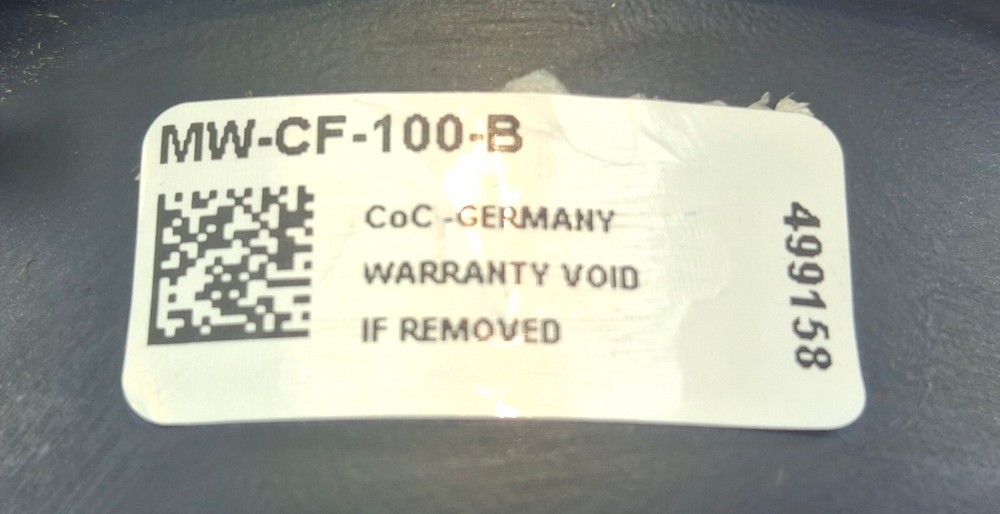 MW-CF-100-B
CoC -GERMANY
WARRANTY VOID
IF REMOVED
499158